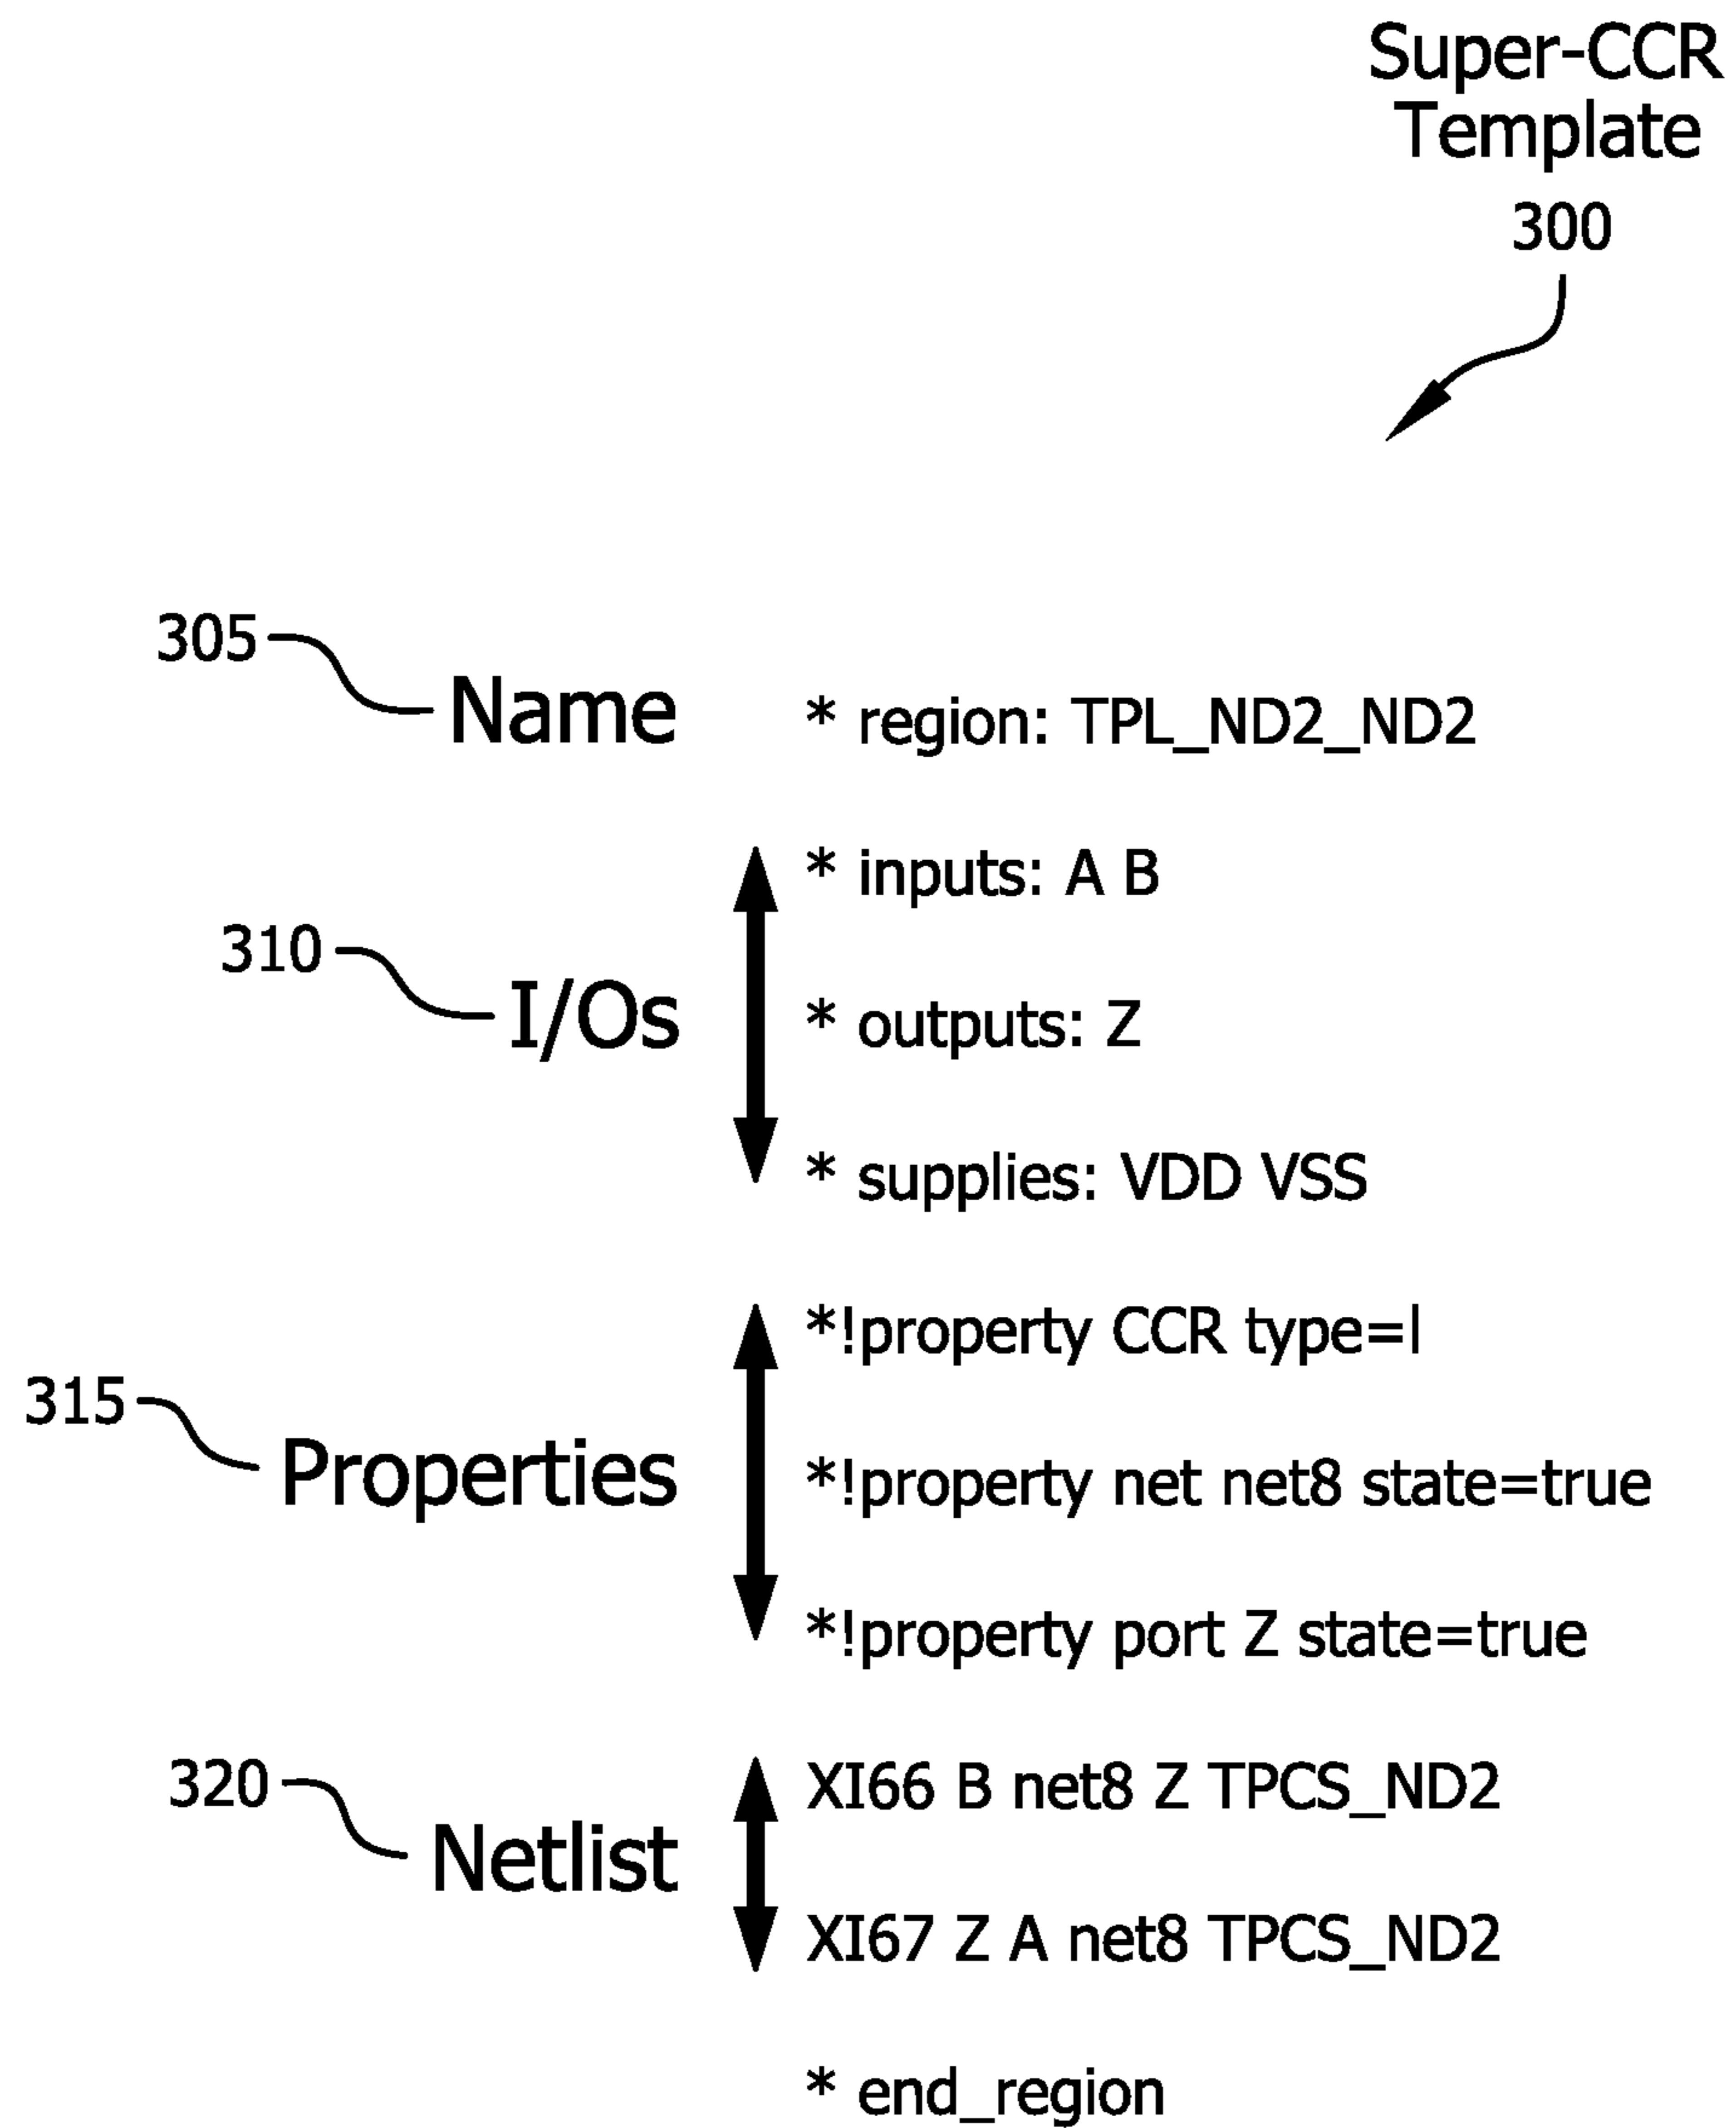 Super-CCR
Template
300
305
Name
* region: TPL_ND2_ND2
* inputs: A B
310
I/Os
* outputs: Z
* supplies: VDD VSS
*!property CCR type=l
315
Properties
*!property net net8 state=true
*!property port Z state=true
320
XI66 B net8 Z TPCS_ND2
Netlist
XI67 Z A net8 TPCS_ND2
* end_region